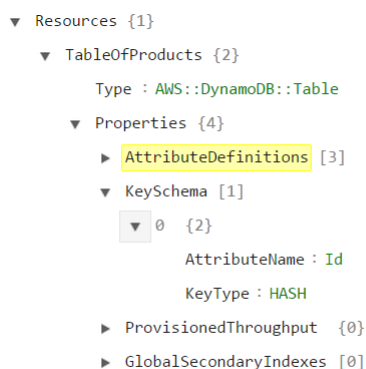 Resources {1}
TableOfProducts {2}
Type : AWS::DynamoDB::Table
Properties {4}
AttributeDefinitions [3]
KeySchema [1]
0 {2}
AttributeName : Id
KeyType : HASH
ProvisionedThroughput {0}
GlobalSecondaryIndexes [0]